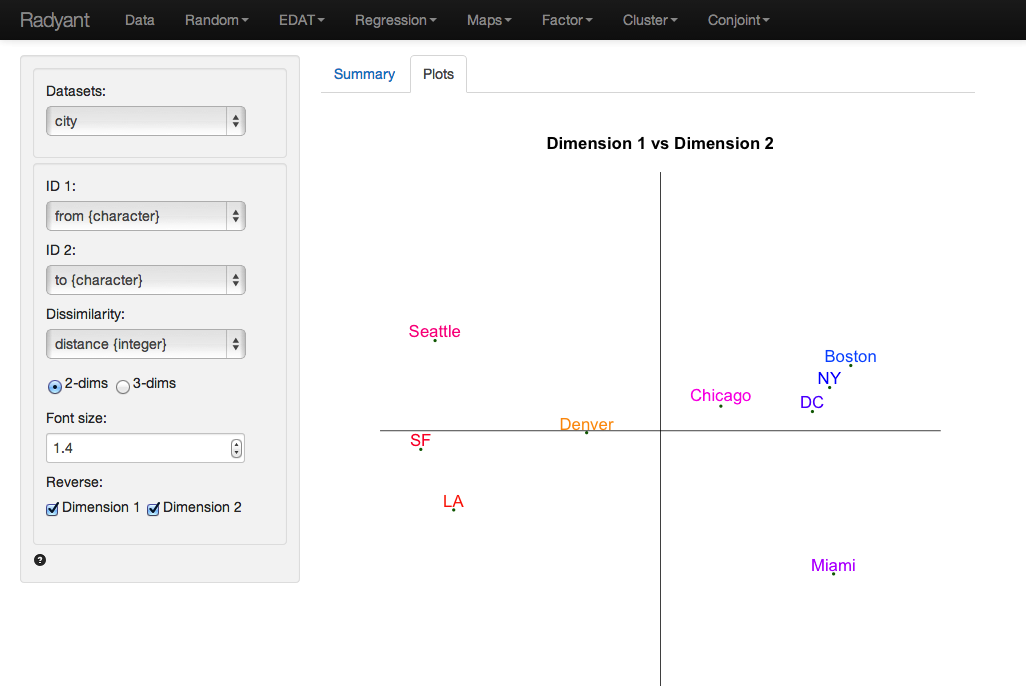 Radyant Data Random EDAT Regression Maps Factor Cluster Conjoint
Datasets:
city
ID 1:
from {character}
ID 2:
to {character}
Dissimilarity:
distance {integer}
2-dims 3-dims
Font size:
1.4
Reverse:
Dimension 1 Dimension 2
?
Summary Plots
Dimension 1 vs Dimension 2
Seattle
Boston
NY
Chicago
DC
Denver
SF
LA
Miami